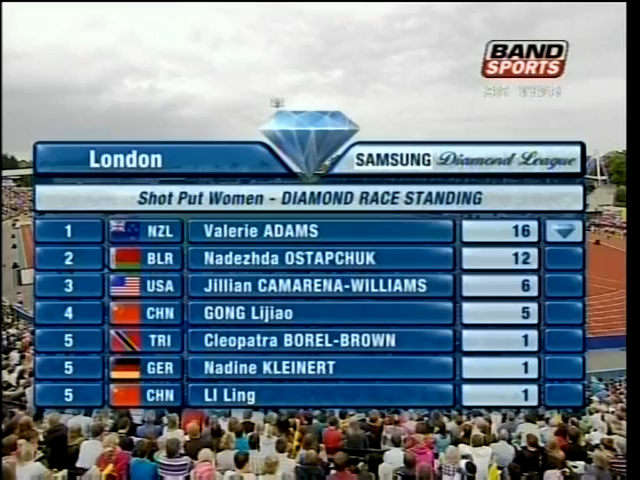 BAND
SPORTS
London
SAMSUNG Diamond League
Shot Put Women - DIAMOND RACE STANDING
1 NZL Valerie ADAMS 16
2 BLR Nadezhda OSTAPCHUK 12
3 USA Jillian CAMARENA-WILLIAMS 6
4 CHN GONG Lijiao 5
5 TRI Cleopatra BOREL-BROWN 1
5 GER Nadine KLEINERT 1
5 CHN LI Ling 1